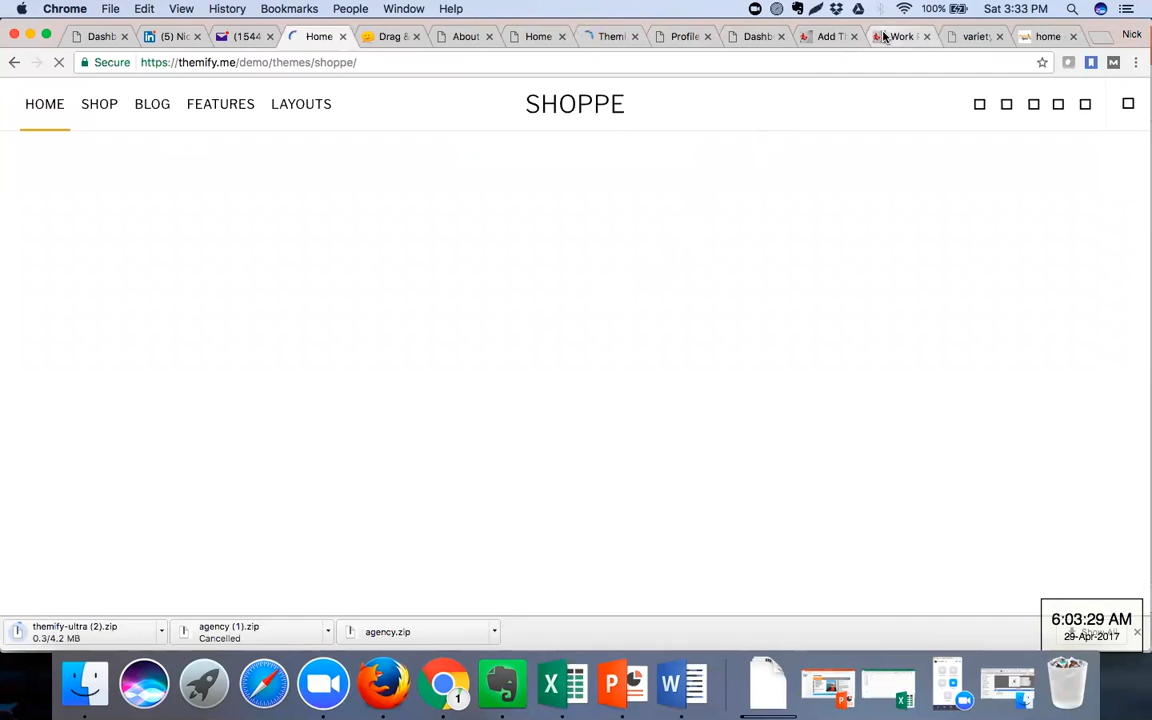 Chrome File Edit View History Bookmarks People Window Help 100% Sat 3:33 PM
Dashb (5) Nic (1544 Home Drag & About Home Themi Profile Dashb Add T Work variety home Nick
Secure https://themify.me/demo/themes/shoppe/
HOME SHOP BLOG FEATURES LAYOUTS SHOPPE
themify-ultra (2).zip
0.3/4.2 MB
agency (1).zip
Cancelled
agency.zip
6:03:29 AM
29-Apr-2017